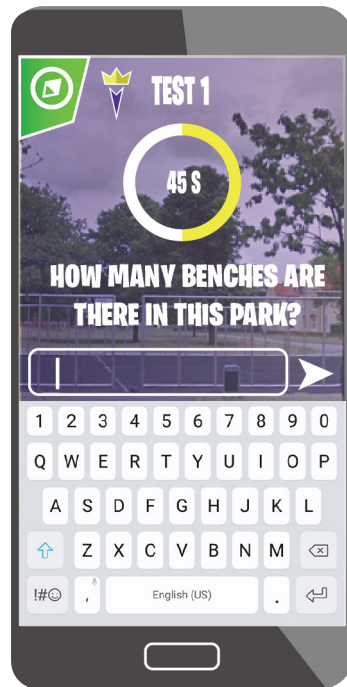 TEST 1
45 S
HOW MANY BENCHES ARE
THERE IN THIS PARK?
1 2 3 4 5 6 7 8 9 0
Q W E R T Y U I O P
A S D F G H J K L
Z X C V B N M
!#☺ , English (US) .